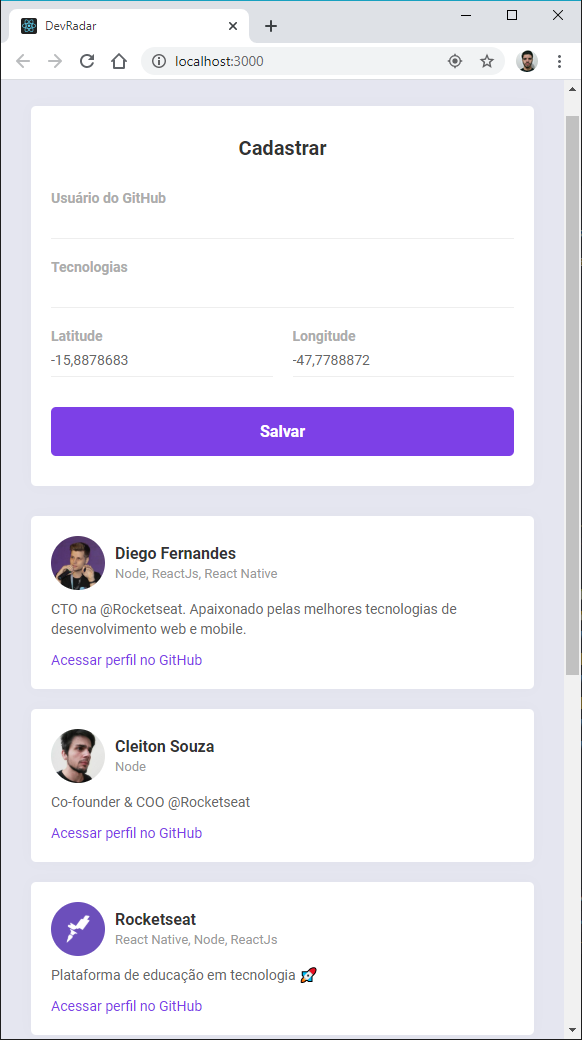 DevRadar
localhost:3000
Cadastrar
Usuário do GitHub
Tecnologias
Latitude Longitude
-15,8878683 -47,7788872
Salvar
Diego Fernandes
Node, ReactJs, React Native
CTO na @Rocketseat. Apaixonado pelas melhores tecnologias de
desenvolvimento web e mobile.
Acessar perfil no GitHub
Cleiton Souza
Node
Co-founder & COO @Rocketseat
Acessar perfil no GitHub
Rocketseat
React Native, Node, ReactJs
Plataforma de educação em tecnologia 🚀
Acessar perfil no GitHub